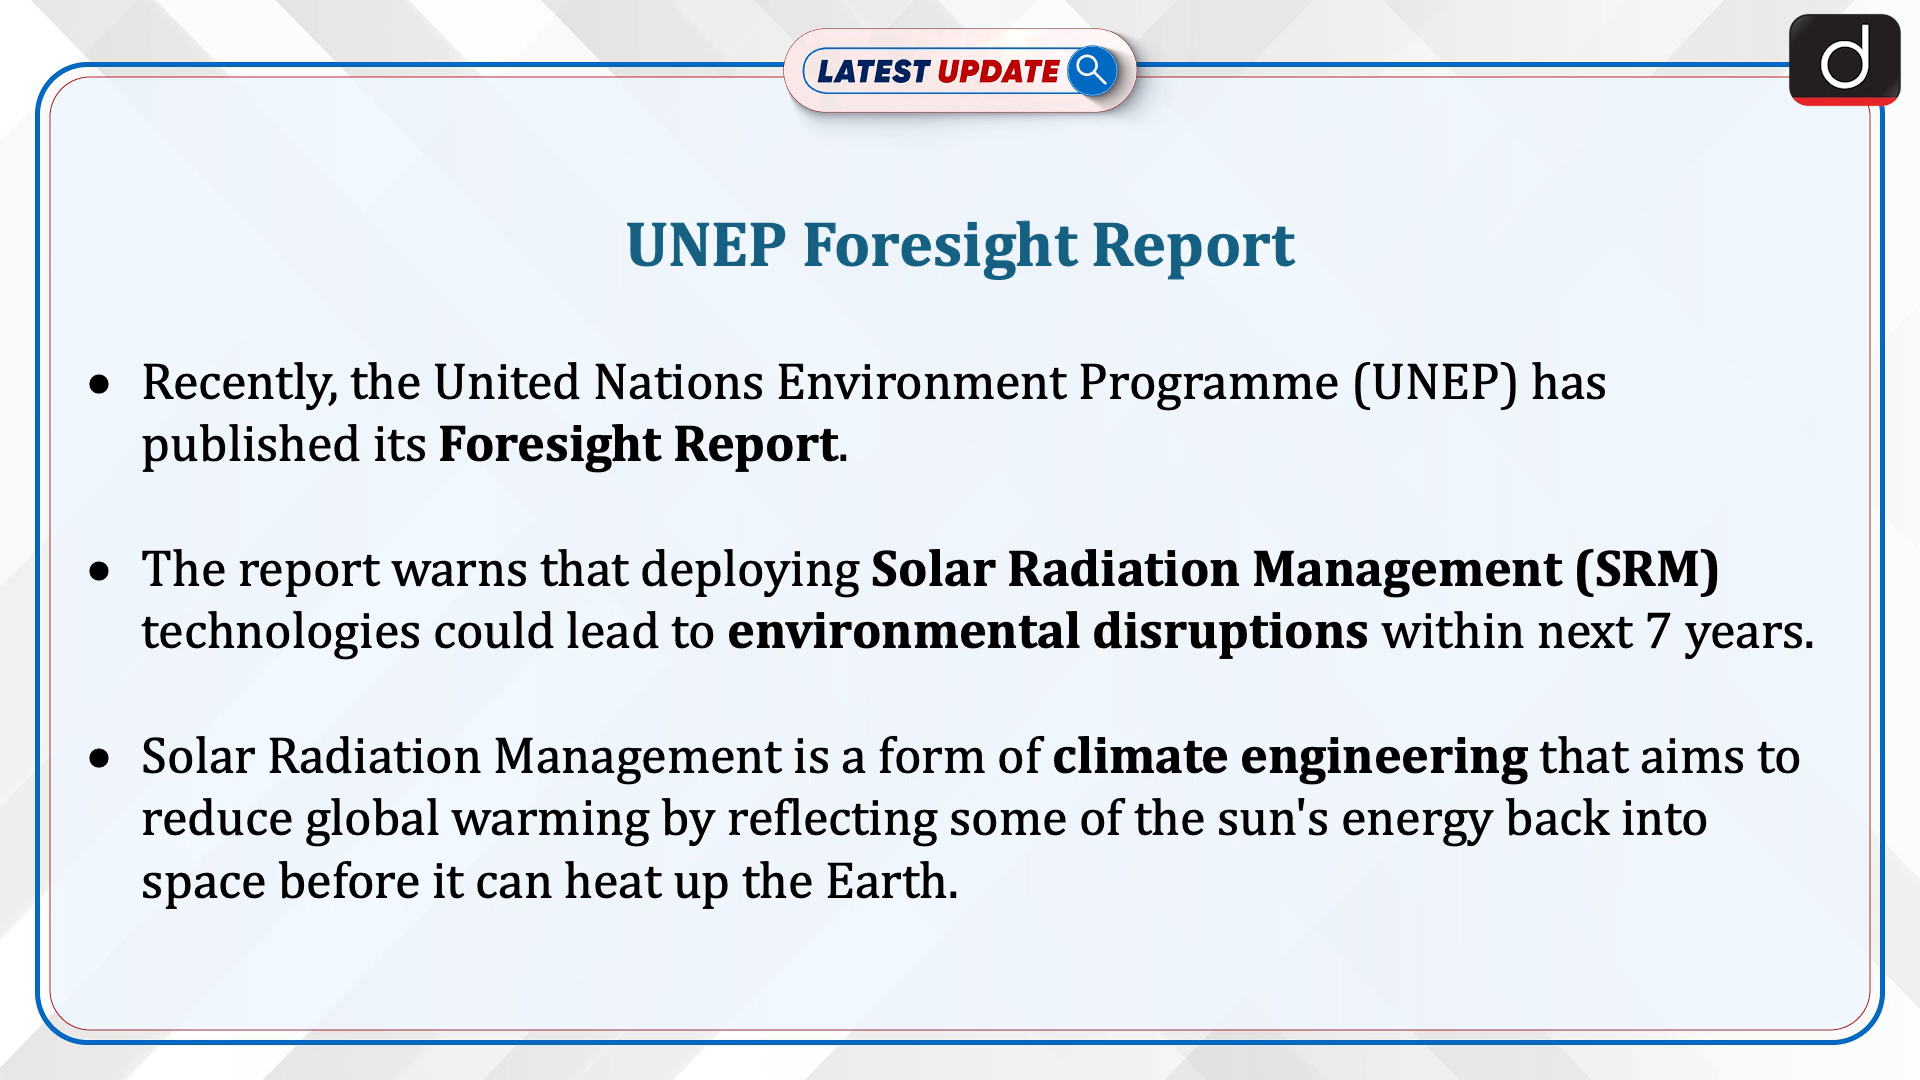 LATEST UPDATE
d
UNEP Foresight Report
• Recently, the United Nations Environment Programme (UNEP) has
published its Foresight Report.
• The report warns that deploying Solar Radiation Management (SRM)
technologies could lead to environmental disruptions within next 7 years.
• Solar Radiation Management is a form of climate engineering that aims to
reduce global warming by reflecting some of the sun's energy back into
space before it can heat up the Earth.